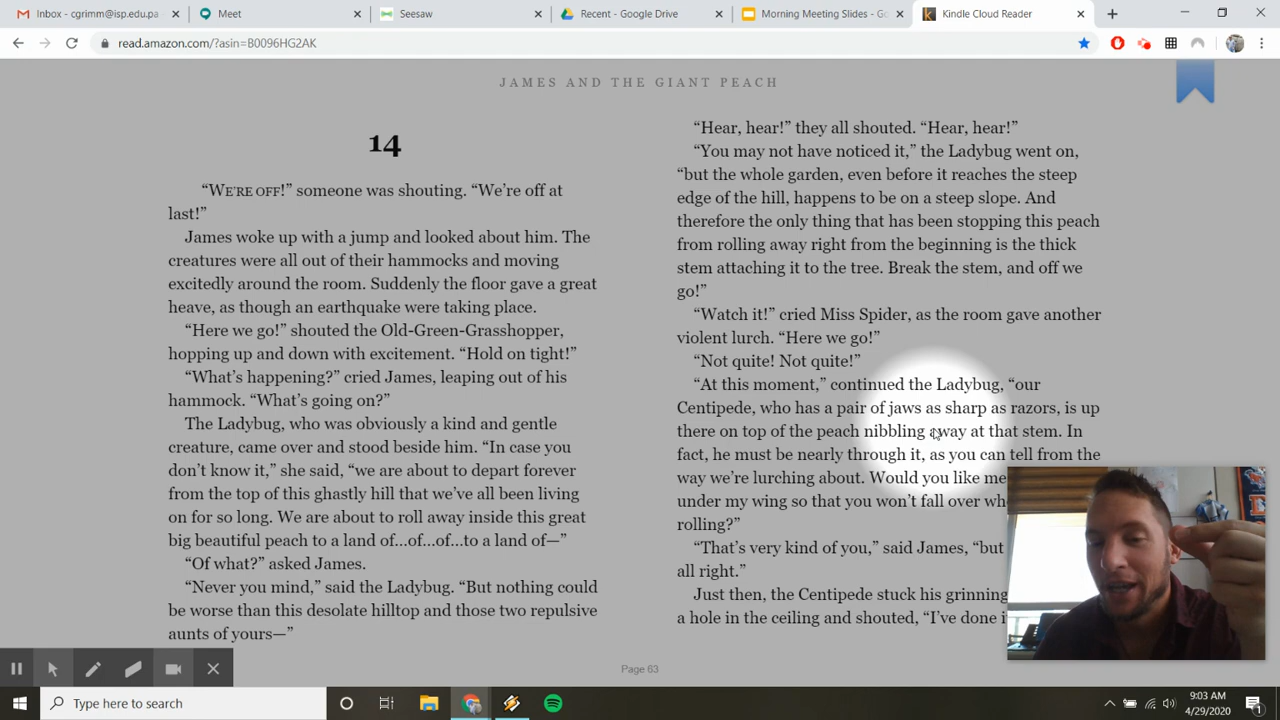 Inbox - cgrimm@isp.edu.pa
Meet
Seesaw
Recent - Google Drive
Morning Meeting Slides - Go
Kindle Cloud Reader
read.amazon.com/?asin=B0096HG2AK
JAMES AND THE GIANT PEACH
14
“WE’RE OFF!” someone was shouting. “We’re off at
last!”
James woke up with a jump and looked about him. The
creatures were all out of their hammocks and moving
excitedly around the room. Suddenly the floor gave a great
heave, as though an earthquake were taking place.
“Here we go!” shouted the Old-Green-Grasshopper,
hopping up and down with excitement. “Hold on tight!”
“What’s happening?” cried James, leaping out of his
hammock. “What’s going on?”
The Ladybug, who was obviously a kind and gentle
creature, came over and stood beside him. “In case you
don’t know it,” she said, “we are about to depart forever
from the top of this ghastly hill that we’ve all been living
on for so long. We are about to roll away inside this great
big beautiful peach to a land of...of...of...to a land of—”
“Of what?” asked James.
“Never you mind,” said the Ladybug. “But nothing could
be worse than this desolate hilltop and those two repulsive
aunts of yours—”
“Hear, hear!” they all shouted. “Hear, hear!”
“You may not have noticed it,” the Ladybug went on,
“but the whole garden, even before it reaches the steep
edge of the hill, happens to be on a steep slope. And
therefore the only thing that has been stopping this peach
from rolling away right from the beginning is the thick
stem attaching it to the tree. Break the stem, and off we
go!”
“Watch it!” cried Miss Spider, as the room gave another
violent lurch. “Here we go!”
“Not quite! Not quite!”
“At this moment,” continued the Ladybug, “our
Centipede, who has a pair of jaws as sharp as razors, is up
there on top of the peach nibbling away at that stem. In
fact, he must be nearly through it, as you can tell from the
way we’re lurching about. Would you like me
under my wing so that you won’t fall over
rolling?”
“That’s very kind of you,” said James, “but
all right.”
Just then, the Centipede stuck his grinning
a hole in the ceiling and shouted, “I’ve done
Page 63
Type here to search
9:03 AM
4/29/2020